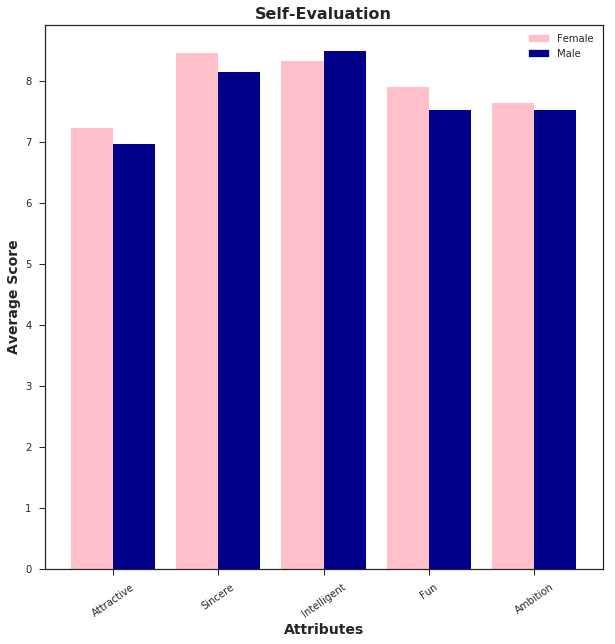 Self-Evaluation
Female
Male
Average Score
8
7
6
5
4
3
2
1
0
Attractive
Sincere
Intelligent
Fun
Ambition
Attributes